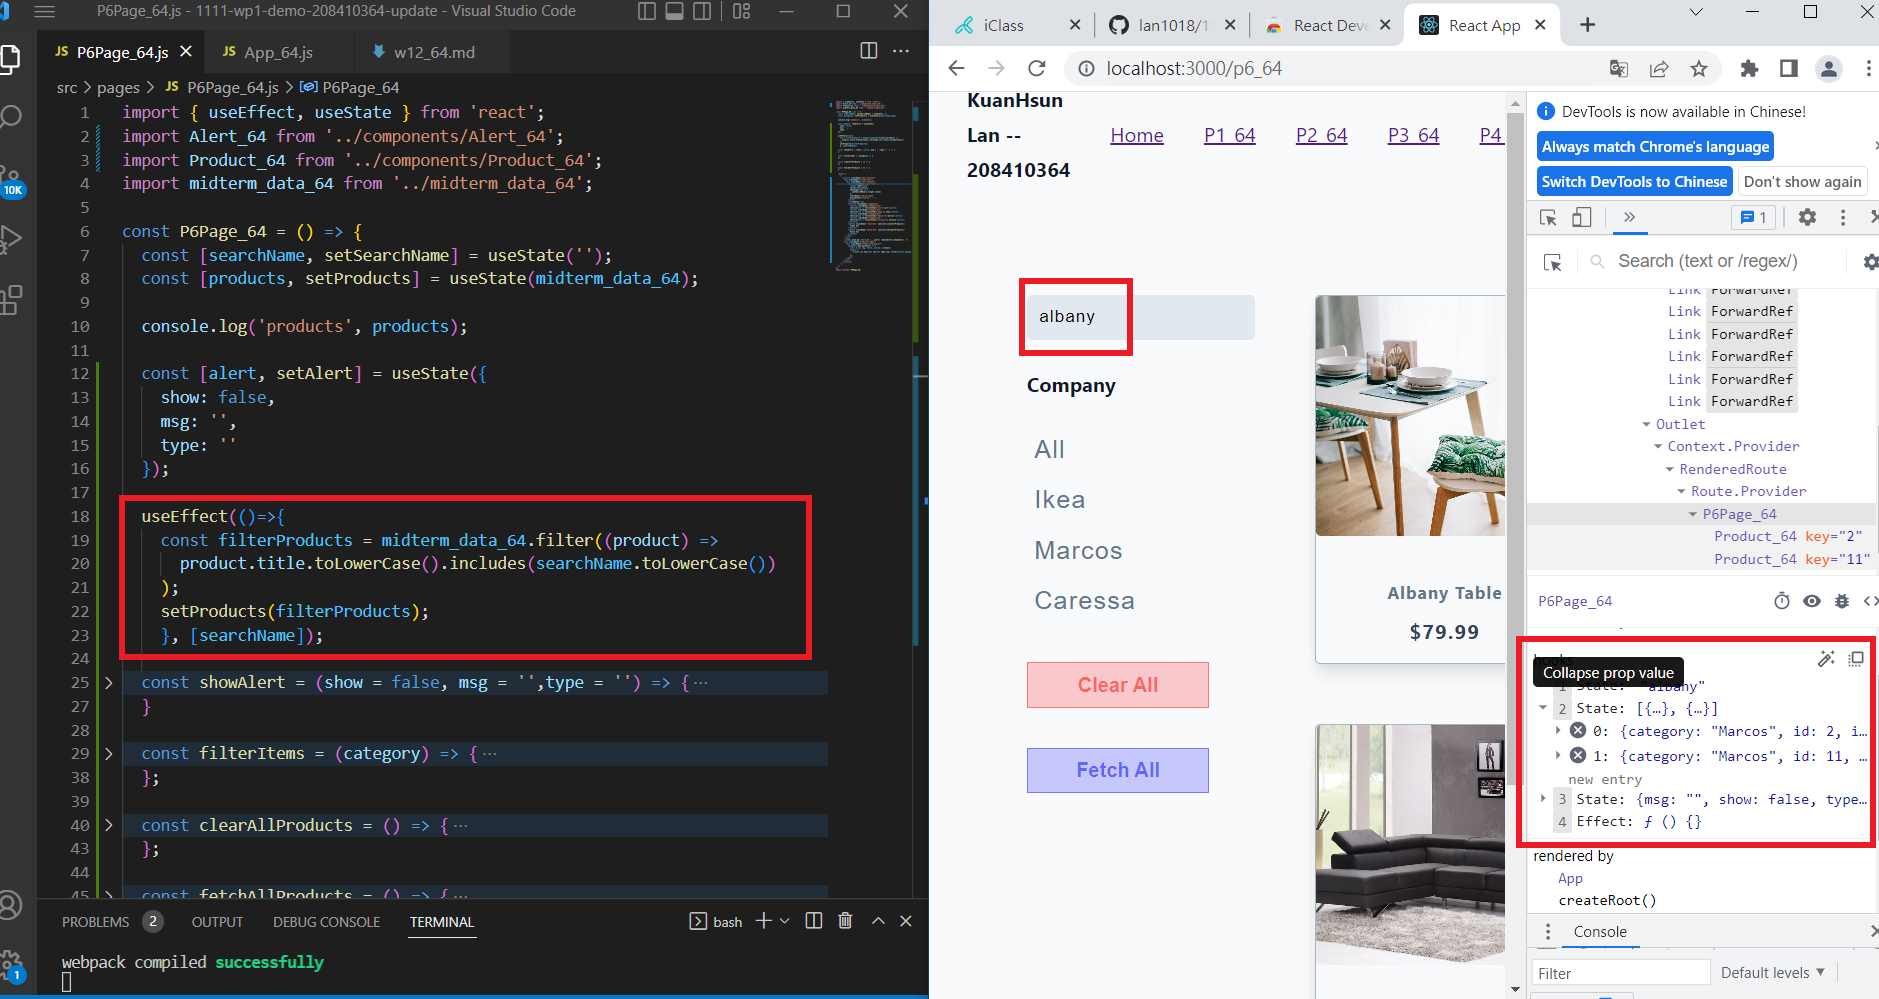 P6Page_64.js - 1111-wp1-demo-208410364-update - Visual Studio Code
JS P6Page_64.js
JS App_64.js
w12_64.md
src > pages > JS P6Page_64.js > P6Page_64
1 import { useEffect, useState } from 'react';
2 import Alert_64 from '../components/Alert_64';
3 import Product_64 from '../components/Product_64';
4 import midterm_data_64 from '../midterm_data_64';
5
6 const P6Page_64 = () => {
7 const [searchName, setSearchName] = useState('');
8 const [products, setProducts] = useState(midterm_data_64);
9
10 console.log('products', products);
11
12 const [alert, setAlert] = useState({
13 show: false,
14 msg: '',
15 type: ''
16 });
17
18 useEffect(()=>{
19 const filterProducts = midterm_data_64.filter((product) =>
20 product.title.toLowerCase().includes(searchName.toLowerCase())
21 );
22 setProducts(filterProducts);
23 }, [searchName]);
24
25 const showAlert = (show = false, msg = '',type = '') => {…
27 }
28
29 const filterItems = (category) => {…
38 };
39
40 const clearAllProducts = () => {…
43 };
44
45 const fetchAllProducts = () => {…
10K
1
PROBLEMS 2 OUTPUT DEBUG CONSOLE TERMINAL
bash
webpack compiled successfully
iClass
lan1018/1
React Deve
React App
localhost:3000/p6_64
KuanHsun
Lan --
208410364
Home P1_64 P2_64 P3_64 P4
albany
Company
All
Ikea
Marcos
Caressa
Clear All
Fetch All
Albany Table
$79.99
DevTools is now available in Chinese!
Always match Chrome's language
Switch DevTools to Chinese
Don't show again
1
Search (text or /regex/)
Link ForwardRef
Link ForwardRef
Link ForwardRef
Link ForwardRef
Link ForwardRef
Link ForwardRef
Outlet
Context.Provider
RenderedRoute
Route.Provider
P6Page_64
Product_64 key="2"
Product_64 key="11"
P6Page_64
hooks
Collapse prop value
1 State: "albany"
2 State: [{…}, {…}]
0: {category: "Marcos", id: 2, i…
1: {category: "Marcos", id: 11, …
new entry
3 State: {msg: "", show: false, type…
4 Effect: ƒ () {}
rendered by
App
createRoot()
Console
Filter
Default levels ▼